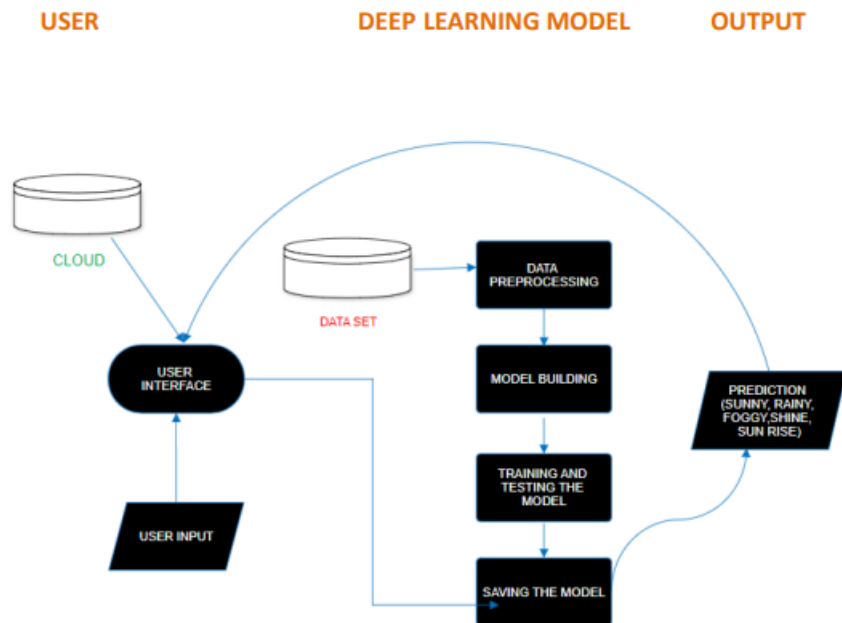 USER
DEEP LEARNING MODEL
OUTPUT
CLOUD
DATA SET
DATA
PREPROCESSING
USER
INTERFACE
MODEL BUILDING
PREDICTION
(SUNNY, RAINY,
FOGGY,SHINE,
SUN RISE)
TRAINING AND
TESTING THE
MODEL
USER INPUT
SAVING THE MODEL